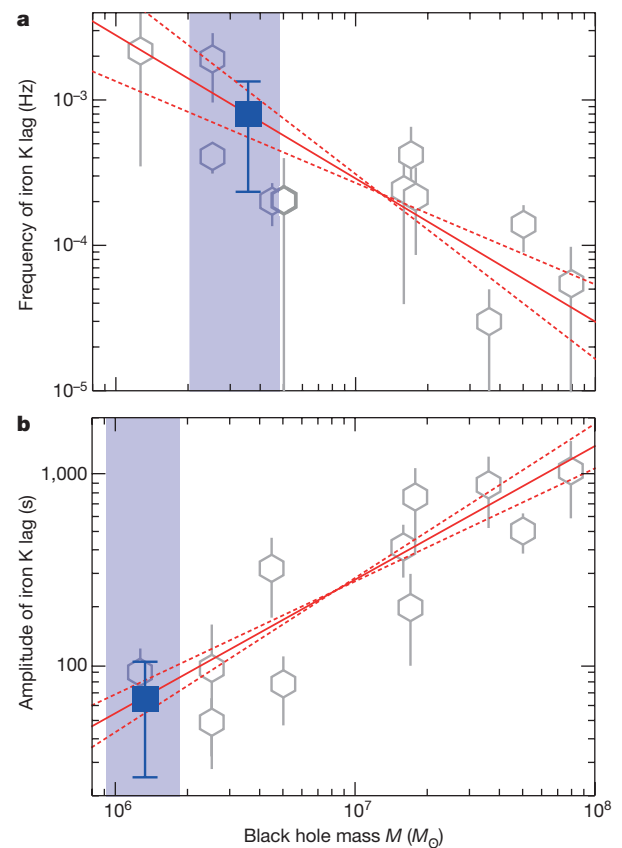 a
10⁻³
10⁻⁴
10⁻⁵
Frequency of iron K lag (Hz)
b
1,000
100
Amplitude of iron K lag (s)
10⁶ 10⁷ 10⁸
Black hole mass M (M☉)